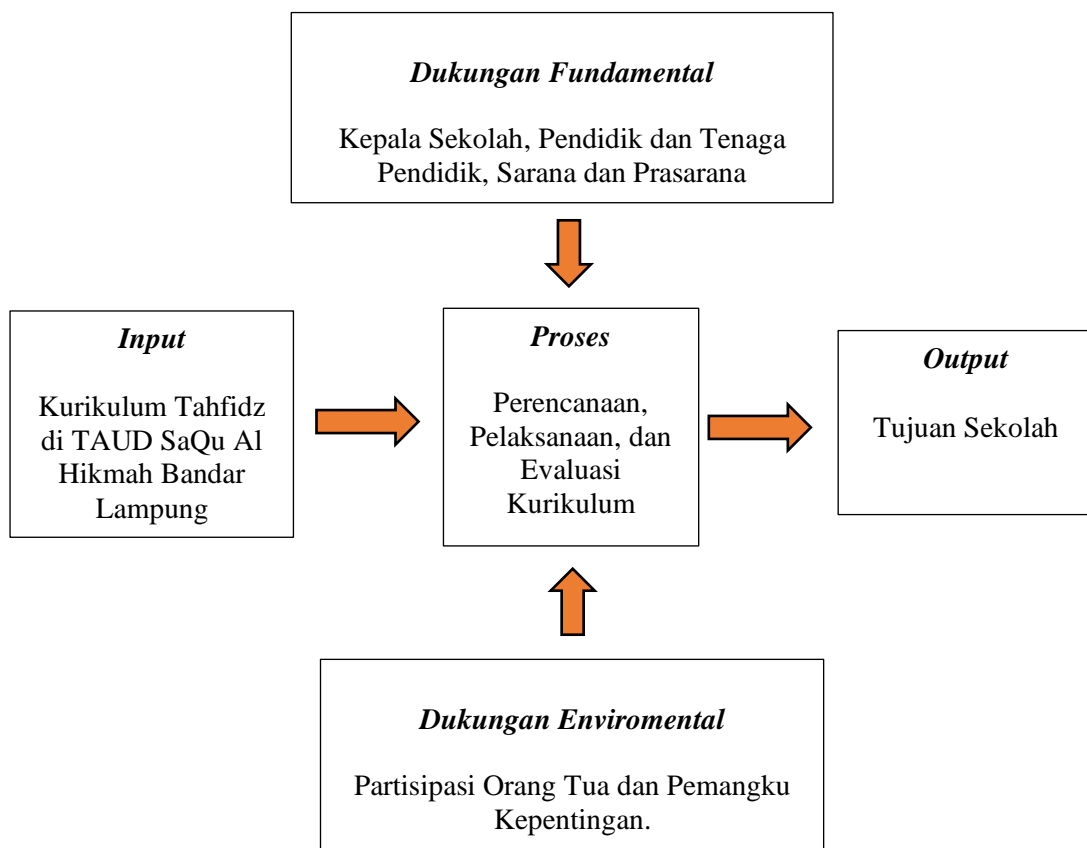 Dukungan Fundamental
Kepala Sekolah, Pendidik dan Tenaga
Pendidik, Sarana dan Prasarana
Input
Kurikulum Tahfidz
di TAUD SaQu Al
Hikmah Bandar
Lampung
Proses
Perencanaan,
Pelaksanaan, dan
Evaluasi
Kurikulum
Output
Tujuan Sekolah
Dukungan Enviromental
Partisipasi Orang Tua dan Pemangku
Kepentingan.